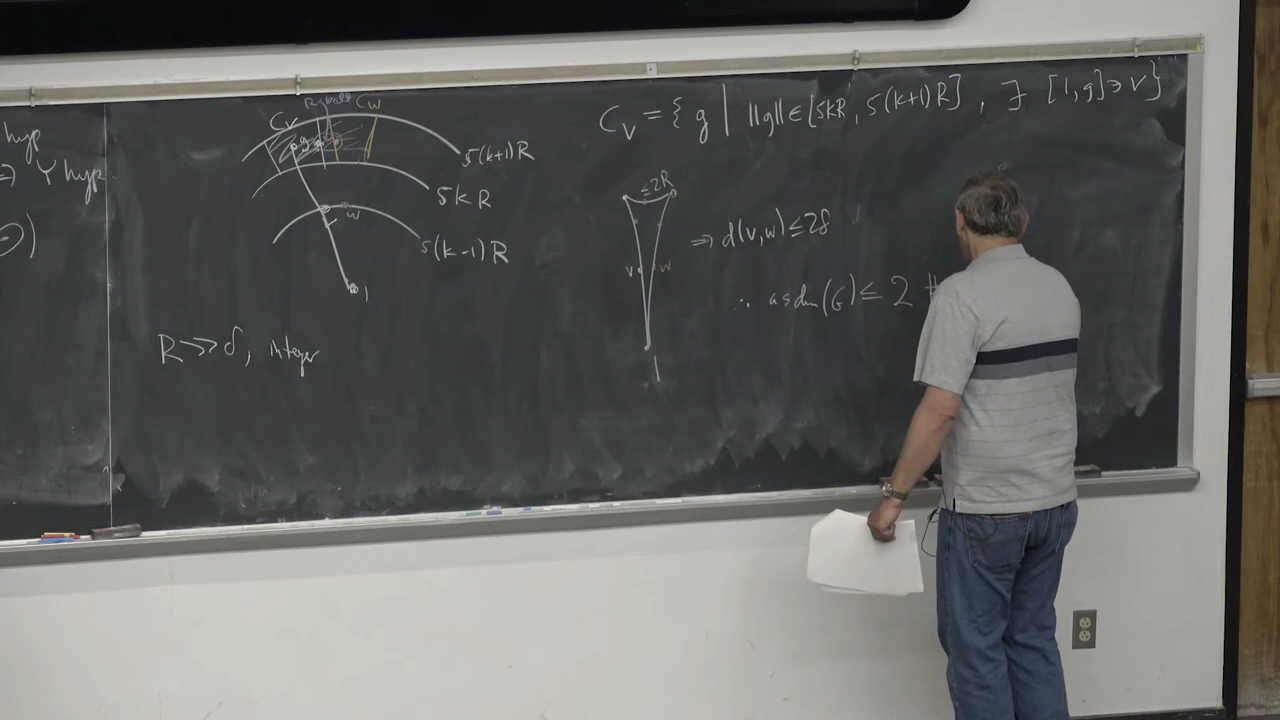 hyp
=) Y hyp
C_v
R-ball
C_w
5(k+1)R
5kR
w
5(k-1)R
1
R >> δ, integer
C_v = { g | ||g|| ∈ [5kR, 5(k+1)R] , ∃ [1,g] ∋ v }
≤2R
v w
⇒ d(v,w) ≤ 2δ
1
∴ asdim(G) ≤ 2 #